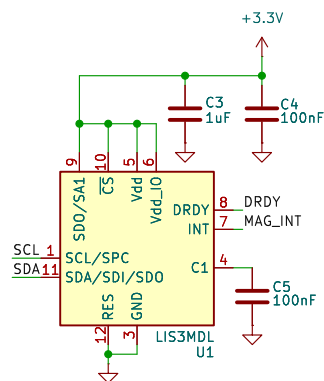 +3.3V
C3
1uF
C4
100nF
9
10
5
6
SDO/SA1
CS
Vdd
Vdd_IO
DRDY 8 DRDY
INT 7 MAG_INT
SCL 1 SCL/SPC
SDA 11 SDA/SDI/SDO
C1 4
C5
100nF
RES
GND
12
3
LIS3MDL
U1